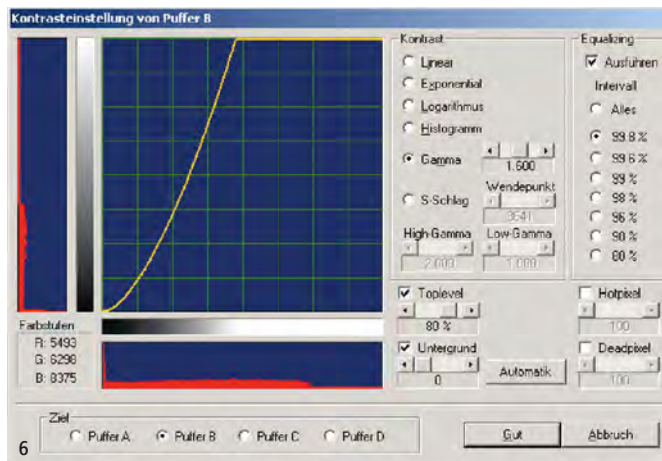 Kontrasteinstellung von Puffer B
Kontrast
Linear
Exponential
Logarithmus
Histogramm
Gamma
1.600
S-Schlag
Wendepunkt
3541
High-Gamma
Low-Gamma
2.000
1.000
Equalizing
Ausführen
Intervall
Alles
99.8 %
99.6 %
99 %
98 %
96 %
90 %
80 %
Toplevel
80 %
Untergrund
0
Automatik
Hotpixel
100
Deadpixel
100
Farbstufen
R: 5493
G: 6298
B: 8375
Ziel
Puffer A
Puffer B
Puffer C
Puffer D
Gut
Abbruch
6